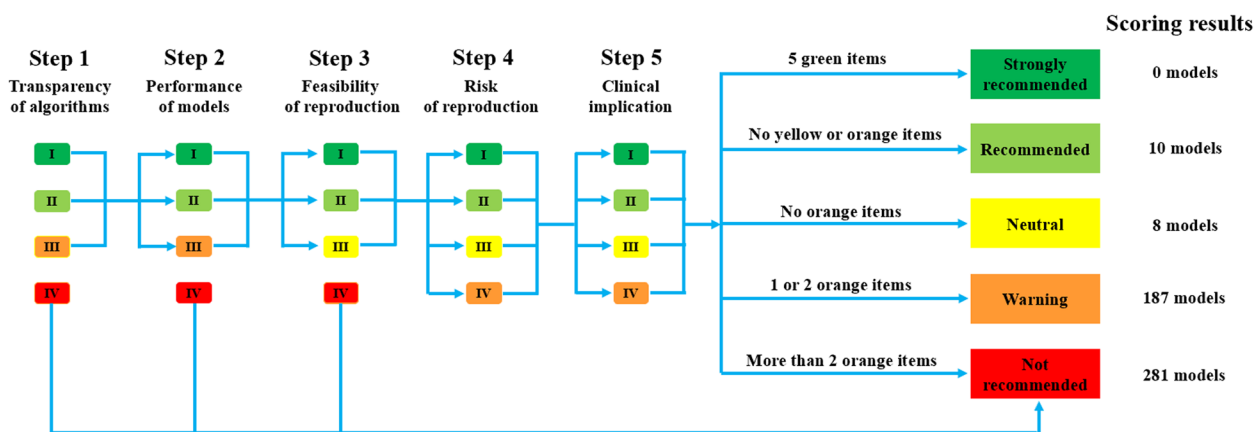 Scoring results
Step 1
Transparency
of algorithms
I
II
III
IV
Step 2
Performance
of models
I
II
III
IV
Step 3
Feasibility
of reproduction
I
II
III
IV
Step 4
Risk
of reproduction
I
II
III
IV
Step 5
Clinical
implication
I
II
III
IV
5 green items
Strongly
recommended
0 models
No yellow or orange items
Recommended
10 models
No orange items
Neutral
8 models
1 or 2 orange items
Warning
187 models
More than 2 orange items
Not
recommended
281 models